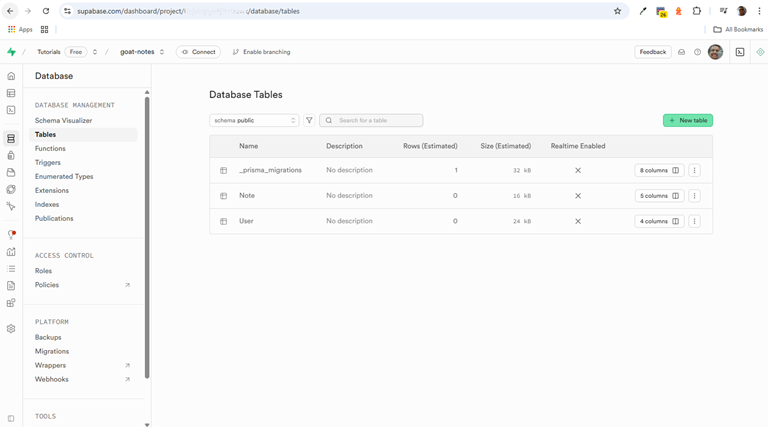 supabase.com/dashboard/project/
/database/tables
26
Apps
All Bookmarks
Tutorials Free
goat-notes
Connect
Enable branching
Feedback
Database
DATABASE MANAGEMENT
Schema Visualizer
Tables
Functions
Triggers
Enumerated Types
Extensions
Indexes
Publications
ACCESS CONTROL
Roles
Policies
PLATFORM
Backups
Migrations
Wrappers
Webhooks
TOOLS
Database Tables
schema public
Search for a table
New table
Name Description Rows (Estimated) Size (Estimated) Realtime Enabled
_prisma_migrations No description 1 32 kB 8 columns
Note No description 0 16 kB 5 columns
User No description 0 24 kB 4 columns